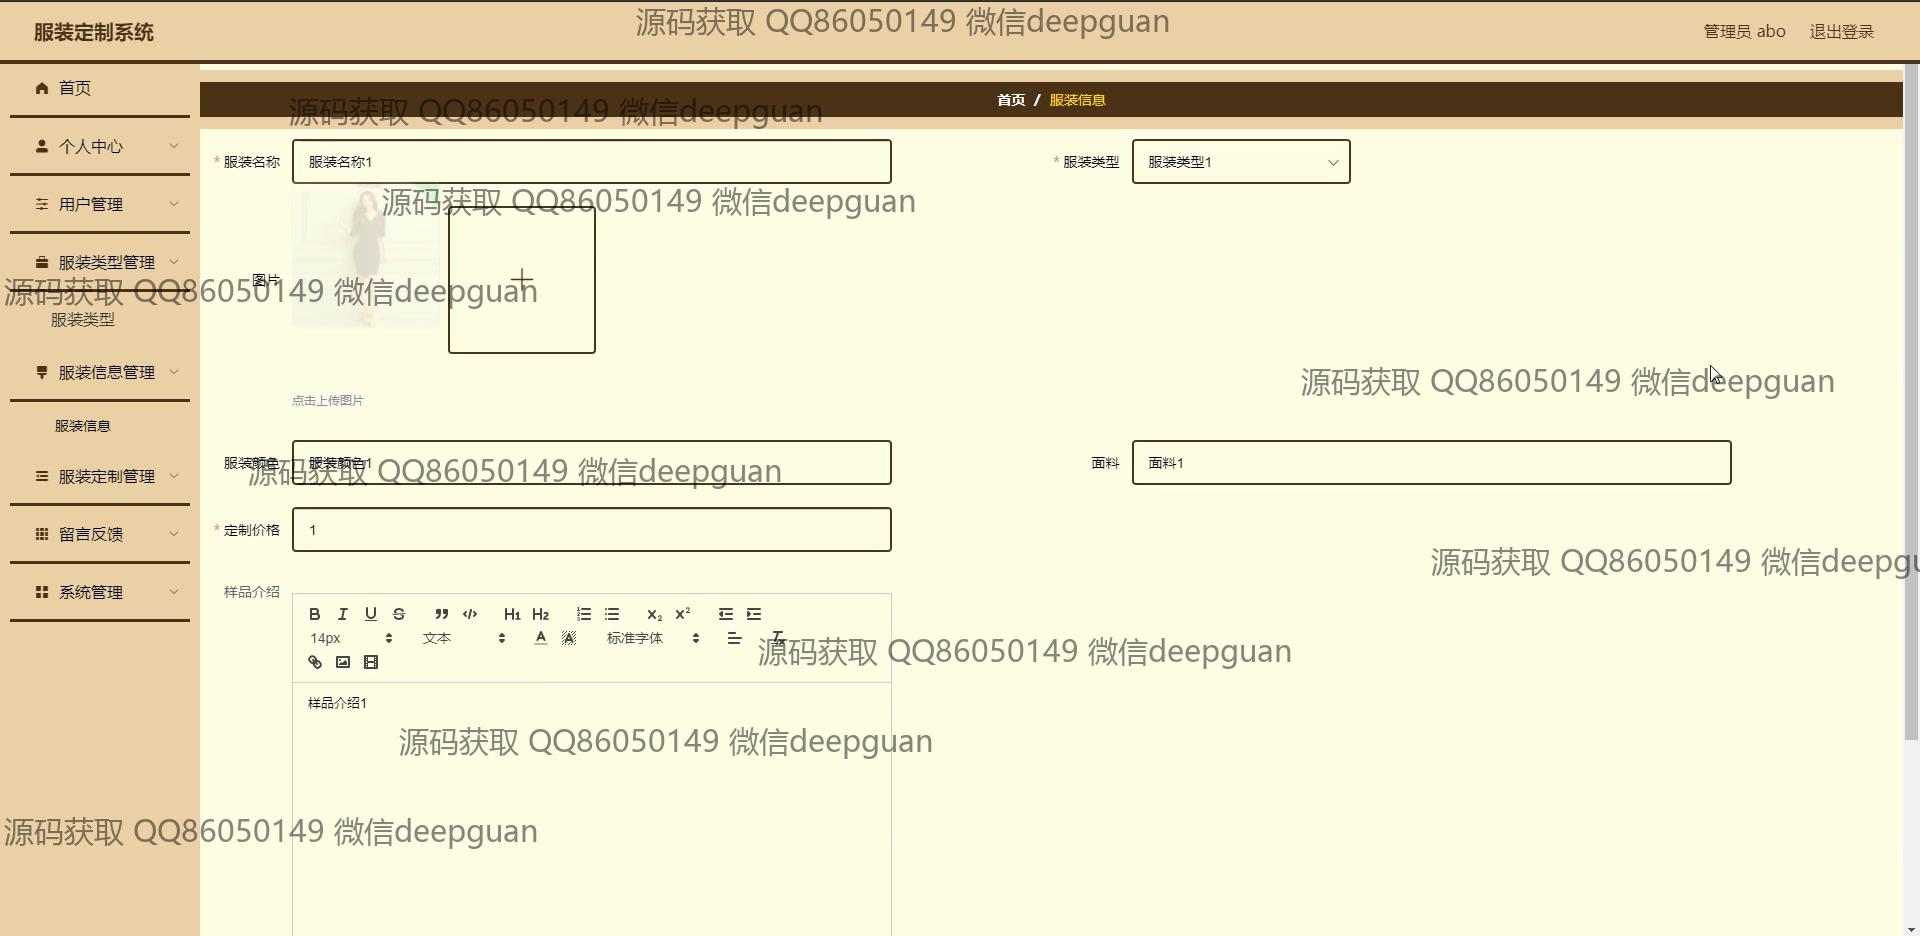 源码获取 QQ86050149 微信deepguan
服装定制系统
管理员 abo 退出登录
首页
首页 / 服装信息
源码获取 QQ86050149 微信deepguan
个人中心
* 服装名称 服装名称1
* 服装类型 服装类型1
用户管理
源码获取 QQ86050149 微信deepguan
服装类型管理
图片
源码获取 QQ86050149 微信deepguan
服装类型
服装信息管理
源码获取 QQ86050149 微信deepguan
点击上传图片
服装信息
服装颜色 服装颜色1
面料 面料1
源码获取 QQ86050149 微信deepguan
服装定制管理
* 定制价格 1
留言反馈
源码获取 QQ86050149 微信deepgu
系统管理
样品介绍
B I U S H1 H2 X2 X2
14px 文本 A A 标准字体 Tx
源码获取 QQ86050149 微信deepguan
样品介绍1
源码获取 QQ86050149 微信deepguan
源码获取 QQ86050149 微信deepguan